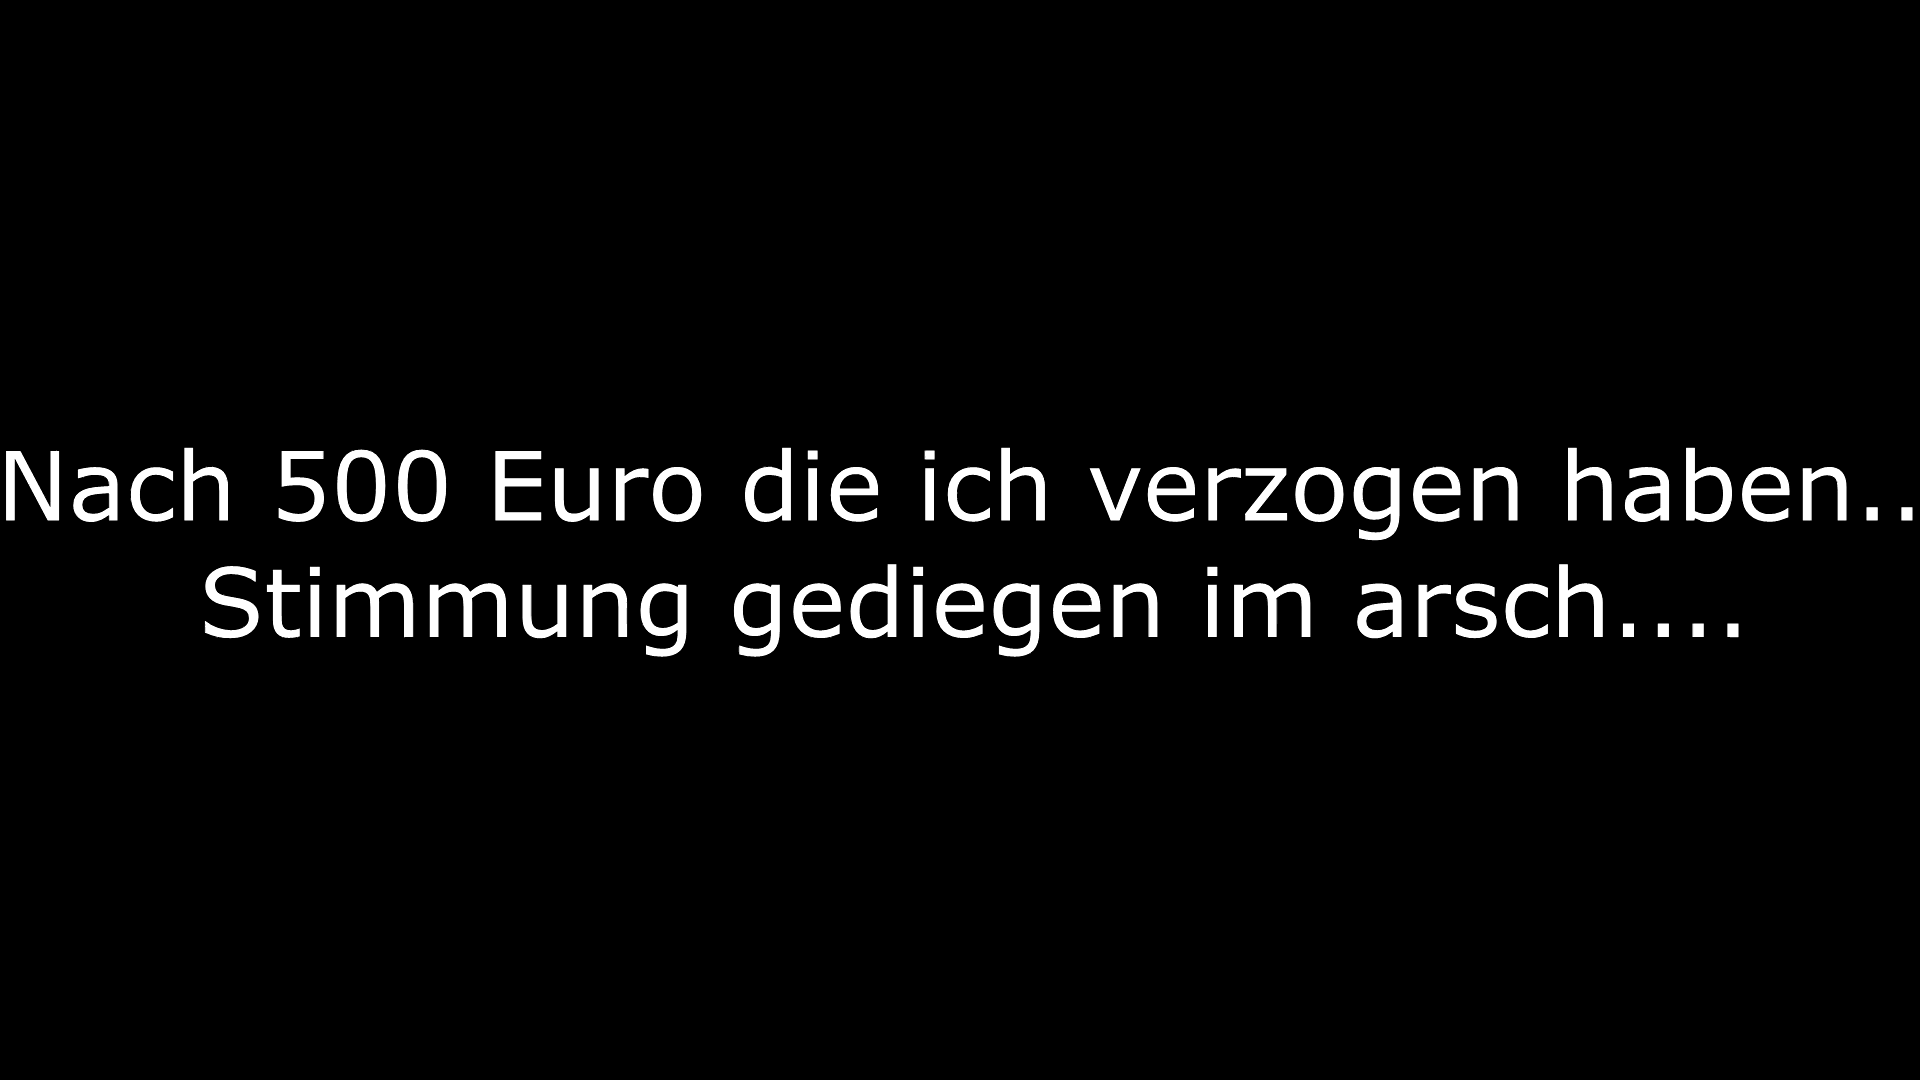 Nach 500 Euro die ich verzogen haben..
Stimmung gediegen im arsch....